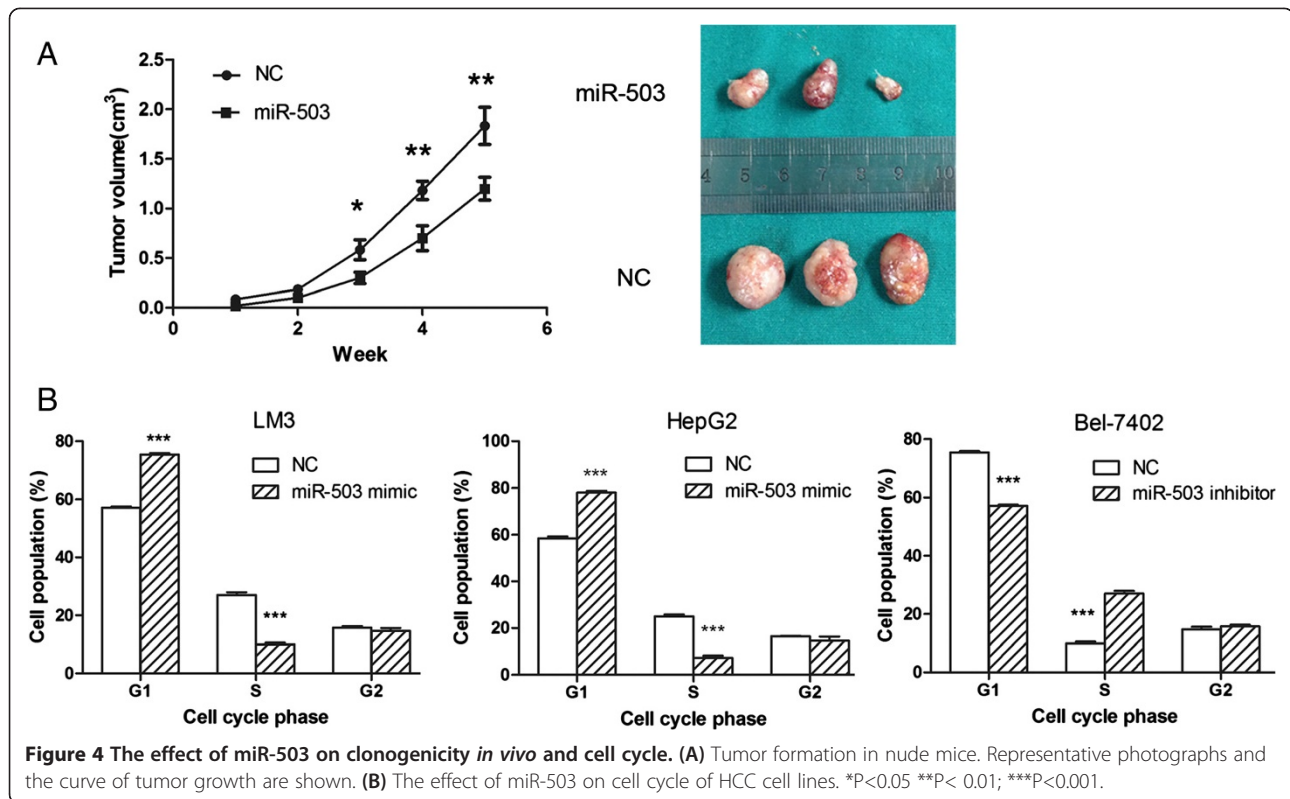 A
Tumor volume(cm³)
2.5
2.0
1.5
1.0
0.5
0.0
NC
miR-503
*
**
**
0
2
4
6
Week
miR-503
4 5 6 7 8 9 10
NC
B
LM3
Cell population (%)
80
60
40
20
0
***
NC
miR-503 mimic
***
G1 S G2
Cell cycle phase
HepG2
Cell population (%)
100
80
60
40
20
0
***
NC
miR-503 mimic
***
G1 S G2
Cell cycle phase
Bel-7402
Cell population (%)
80
60
40
20
0
***
NC
miR-503 inhibitor
***
G1 S G2
Cell cycle phase
Figure 4 The effect of miR-503 on clonogenicity in vivo and cell cycle. (A) Tumor formation in nude mice. Representative photographs and
the curve of tumor growth are shown. (B) The effect of miR-503 on cell cycle of HCC cell lines. *P<0.05 **P< 0.01; ***P<0.001.